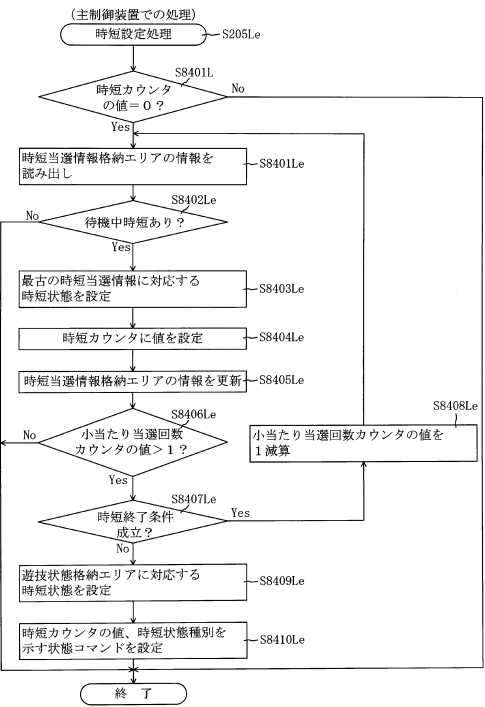 （主制御装置での処理）
時短設定処理
S205Le
S8401L
時短カウンタ
の値＝０？
No
Yes
時短当選情報格納エリアの情報を
読み出し
S8401Le
S8402Le
待機中時短あり？
No
Yes
最古の時短当選情報に対応する
時短状態を設定
S8403Le
時短カウンタに値を設定
S8404Le
時短当選情報格納エリアの情報を更新
S8405Le
S8406Le
小当たり当選回数
カウンタの値＞１？
No
Yes
S8408Le
小当たり当選回数カウンタの値を
１減算
S8407Le
時短終了条件
成立？
Yes
No
遊技状態格納エリアに対応する
時短状態を設定
S8409Le
時短カウンタの値、時短状態種別を
示す状態コマンドを設定
S8410Le
終　了